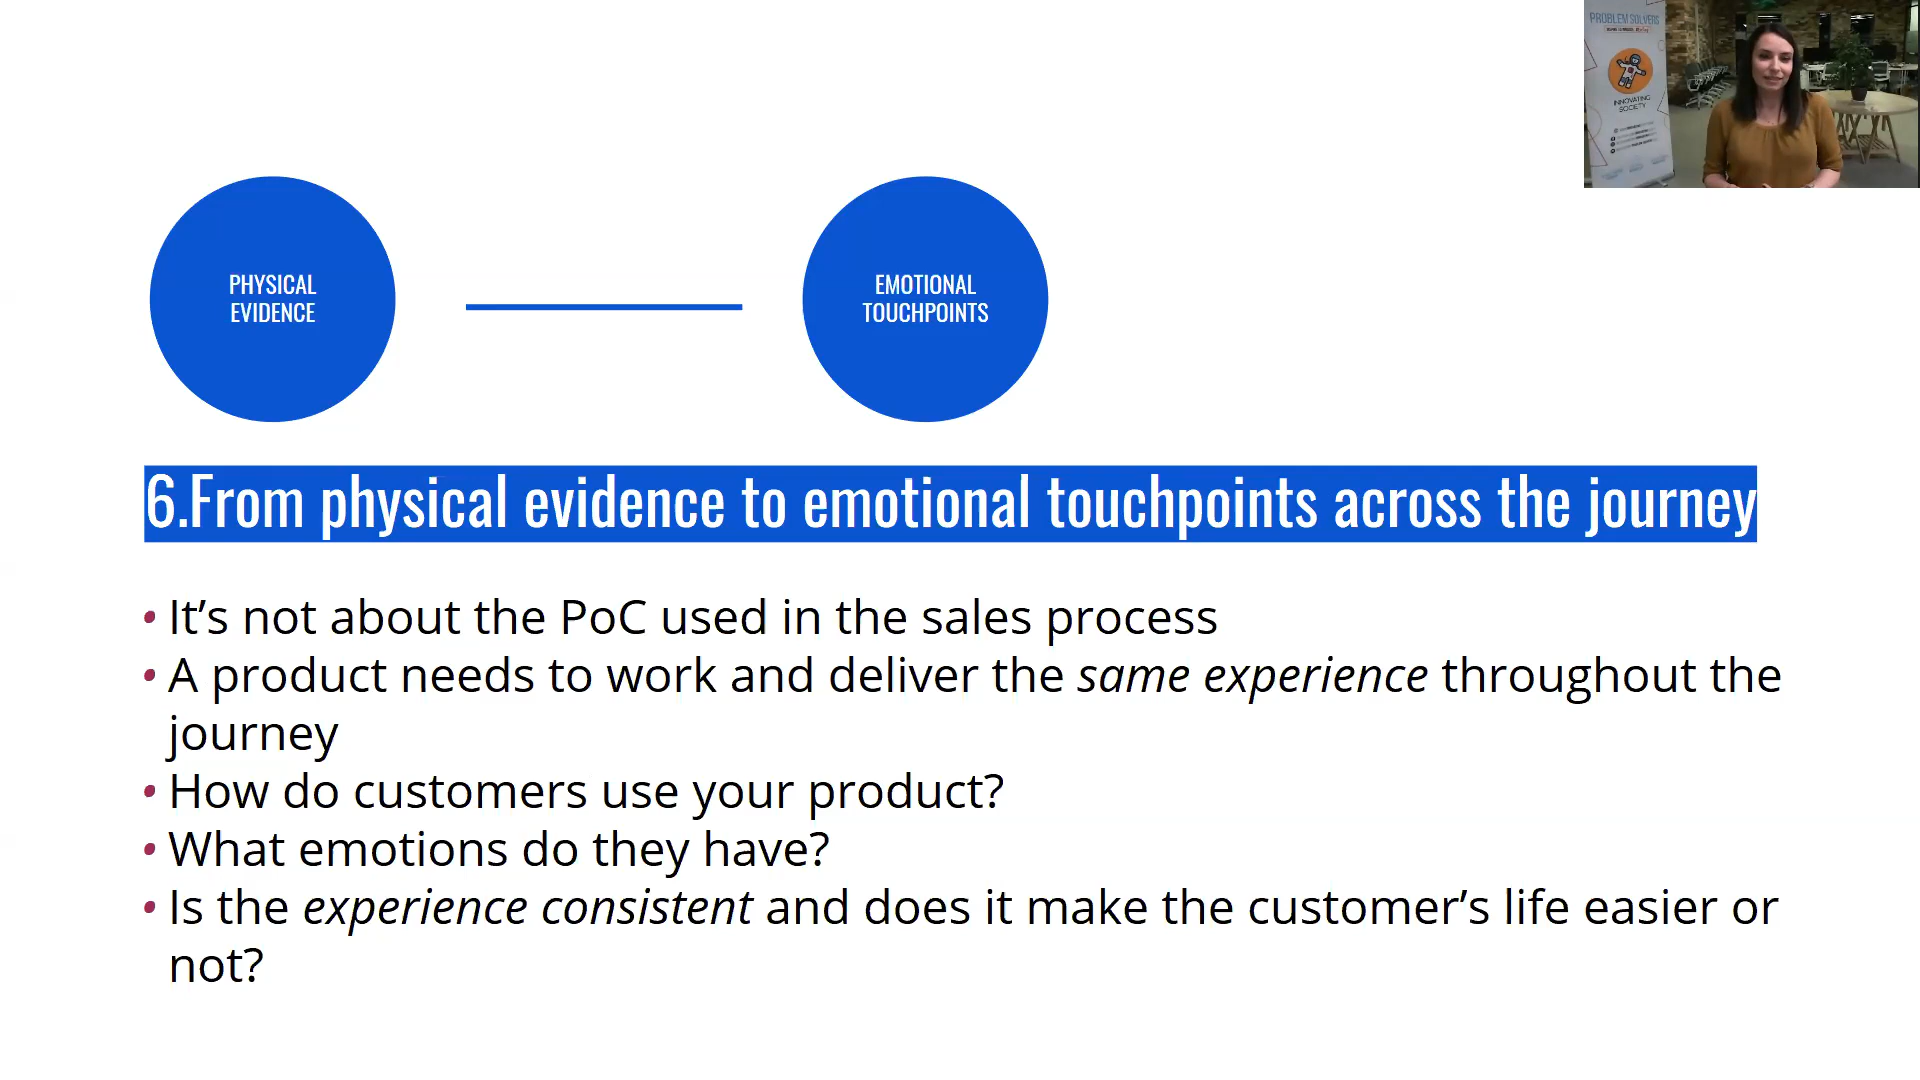 PROBLEM SOLVERS
INNOVATING
SOCIETY
PHYSICAL
EVIDENCE
EMOTIONAL
TOUCHPOINTS
6.From physical evidence to emotional touchpoints across the journey
• It’s not about the PoC used in the sales process
• A product needs to work and deliver the same experience throughout the
journey
• How do customers use your product?
• What emotions do they have?
• Is the experience consistent and does it make the customer’s life easier or
not?